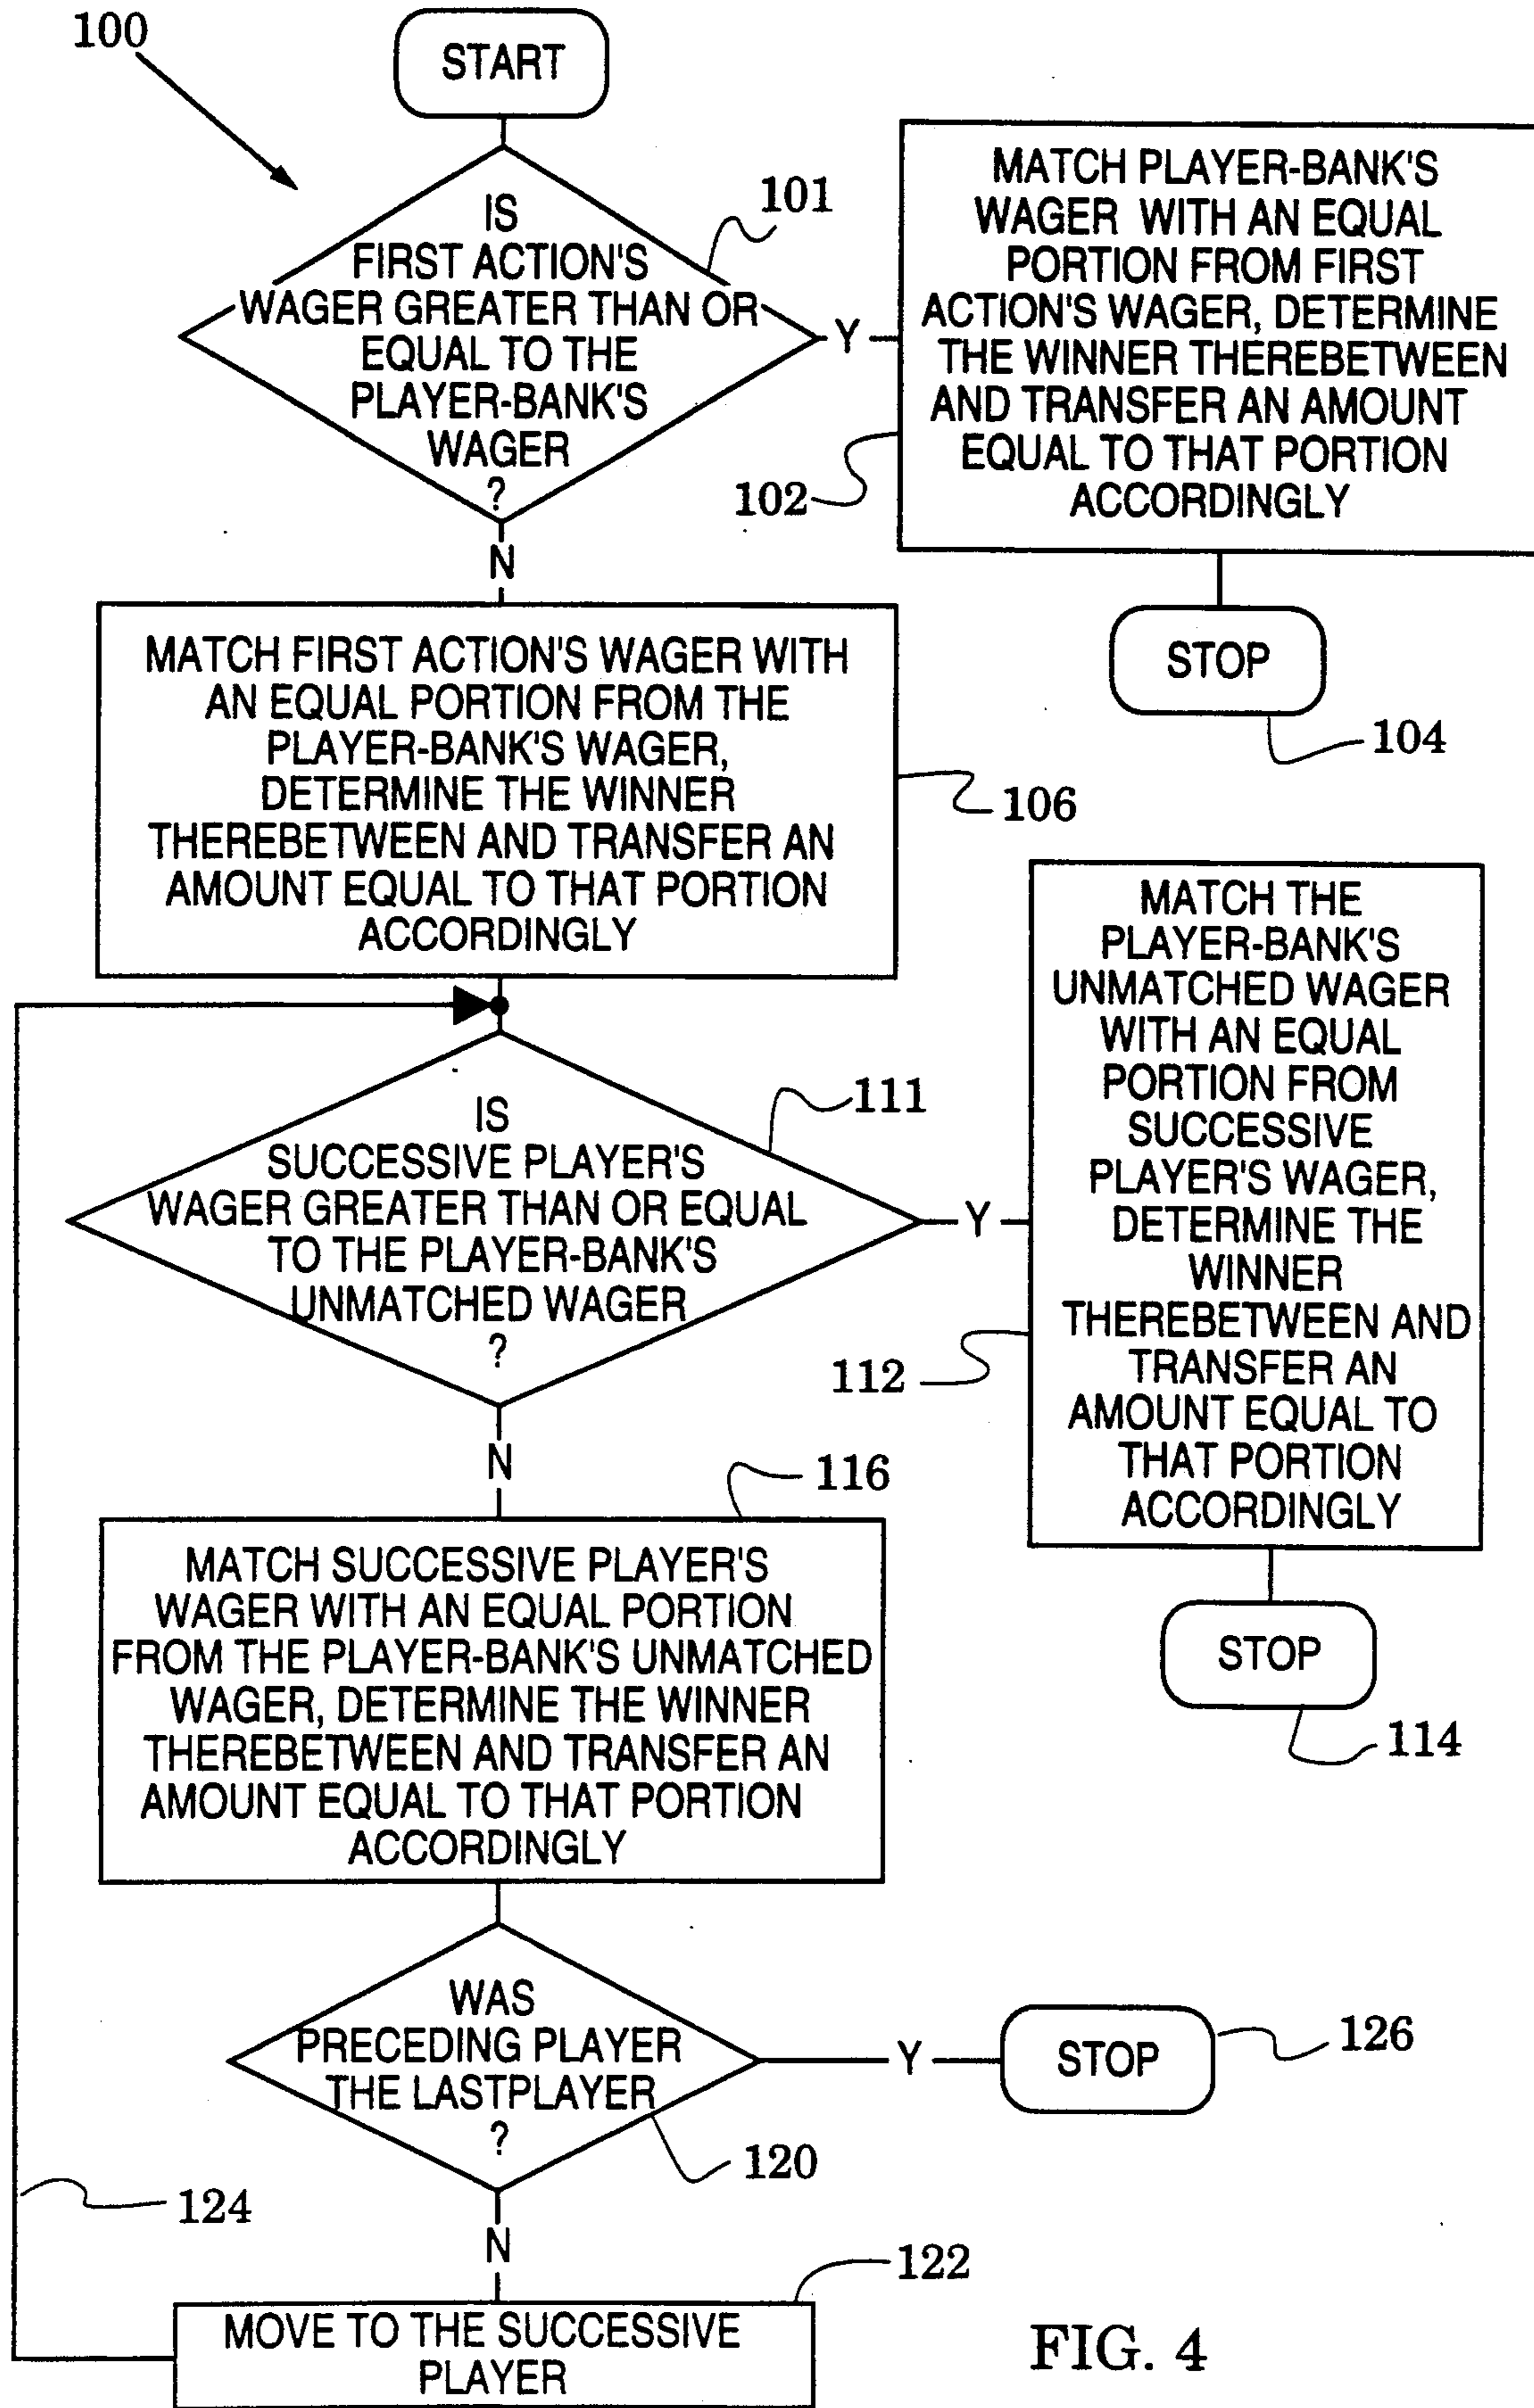 100
START
IS
FIRST ACTION'S
WAGER GREATER THAN OR
EQUAL TO THE
PLAYER-BANK'S
WAGER
?
101
Y
MATCH PLAYER-BANK'S
WAGER WITH AN EQUAL
PORTION FROM FIRST
ACTION'S WAGER, DETERMINE
THE WINNER THEREBETWEEN
AND TRANSFER AN AMOUNT
EQUAL TO THAT PORTION
ACCORDINGLY
102
STOP
104
N
MATCH FIRST ACTION'S WAGER WITH
AN EQUAL PORTION FROM THE
PLAYER-BANK'S WAGER,
DETERMINE THE WINNER
THEREBETWEEN AND TRANSFER AN
AMOUNT EQUAL TO THAT PORTION
ACCORDINGLY
106
IS
SUCCESSIVE PLAYER'S
WAGER GREATER THAN OR EQUAL
TO THE PLAYER-BANK'S
UNMATCHED WAGER
?
111
Y
MATCH THE
PLAYER-BANK'S
UNMATCHED WAGER
WITH AN EQUAL
PORTION FROM
SUCCESSIVE
PLAYER'S WAGER,
DETERMINE THE
WINNER
THEREBETWEEN AND
TRANSFER AN
AMOUNT EQUAL TO
THAT PORTION
ACCORDINGLY
112
STOP
114
N
116
MATCH SUCCESSIVE PLAYER'S
WAGER WITH AN EQUAL PORTION
FROM THE PLAYER-BANK'S UNMATCHED
WAGER, DETERMINE THE WINNER
THEREBETWEEN AND TRANSFER AN
AMOUNT EQUAL TO THAT PORTION
ACCORDINGLY
WAS
PRECEDING PLAYER
THE LASTPLAYER
?
120
Y
STOP
126
N
124
122
MOVE TO THE SUCCESSIVE
PLAYER
FIG. 4